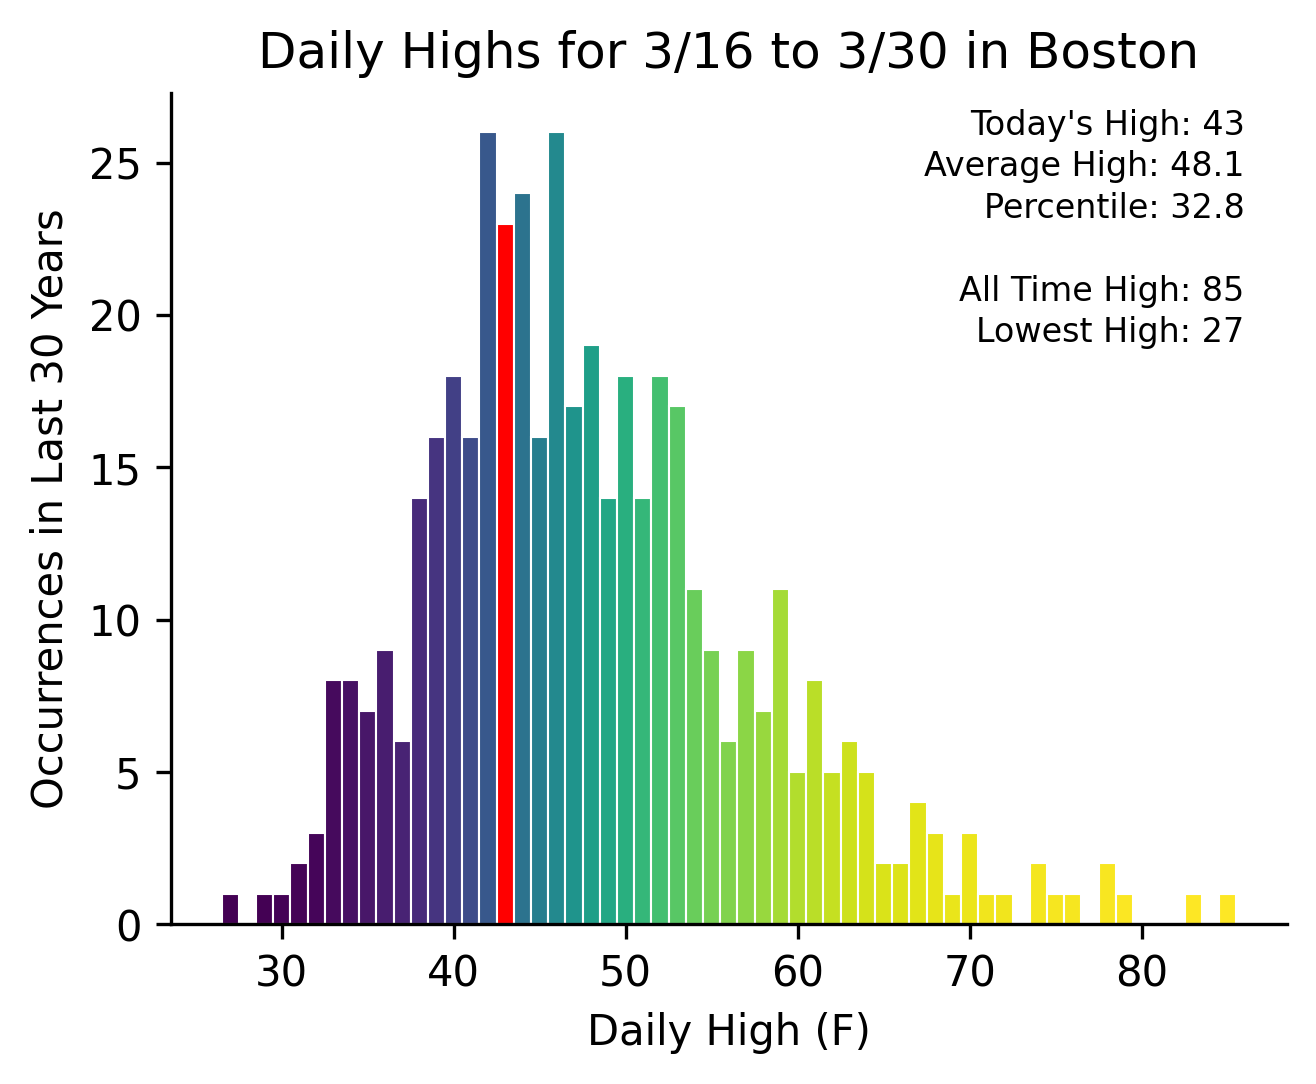 Daily Highs for 3/16 to 3/30 in Boston
Today's High: 43
Average High: 48.1
Percentile: 32.8
All Time High: 85
Lowest High: 27
Occurrences in Last 30 Years
25
20
15
10
5
0
30 40 50 60 70 80
Daily High (F)